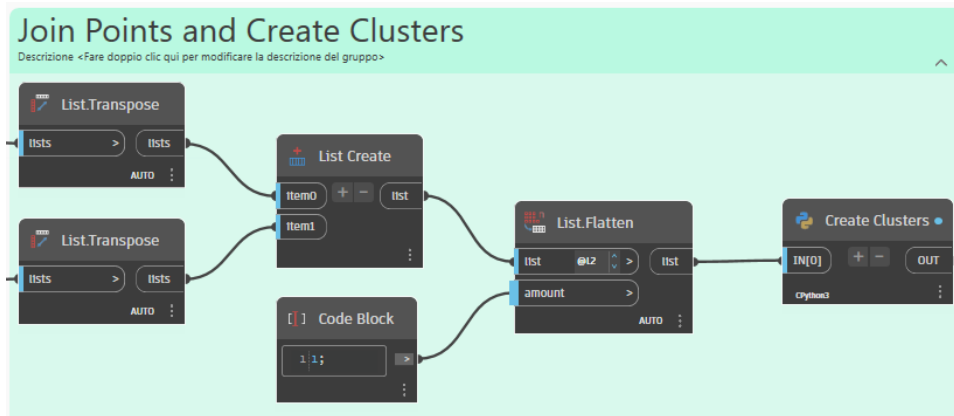 Join Points and Create Clusters
Descrizione <Fare doppio clic qui per modificare la descrizione del gruppo>
List.Transpose
lists > lists
AUTO
List Create
item0 + − list
item1
List.Transpose
lists > lists
AUTO
List.Flatten
list @L2 > list
amount >
AUTO
Create Clusters
IN[0] + − OUT
CPython3
Code Block
1 1; >